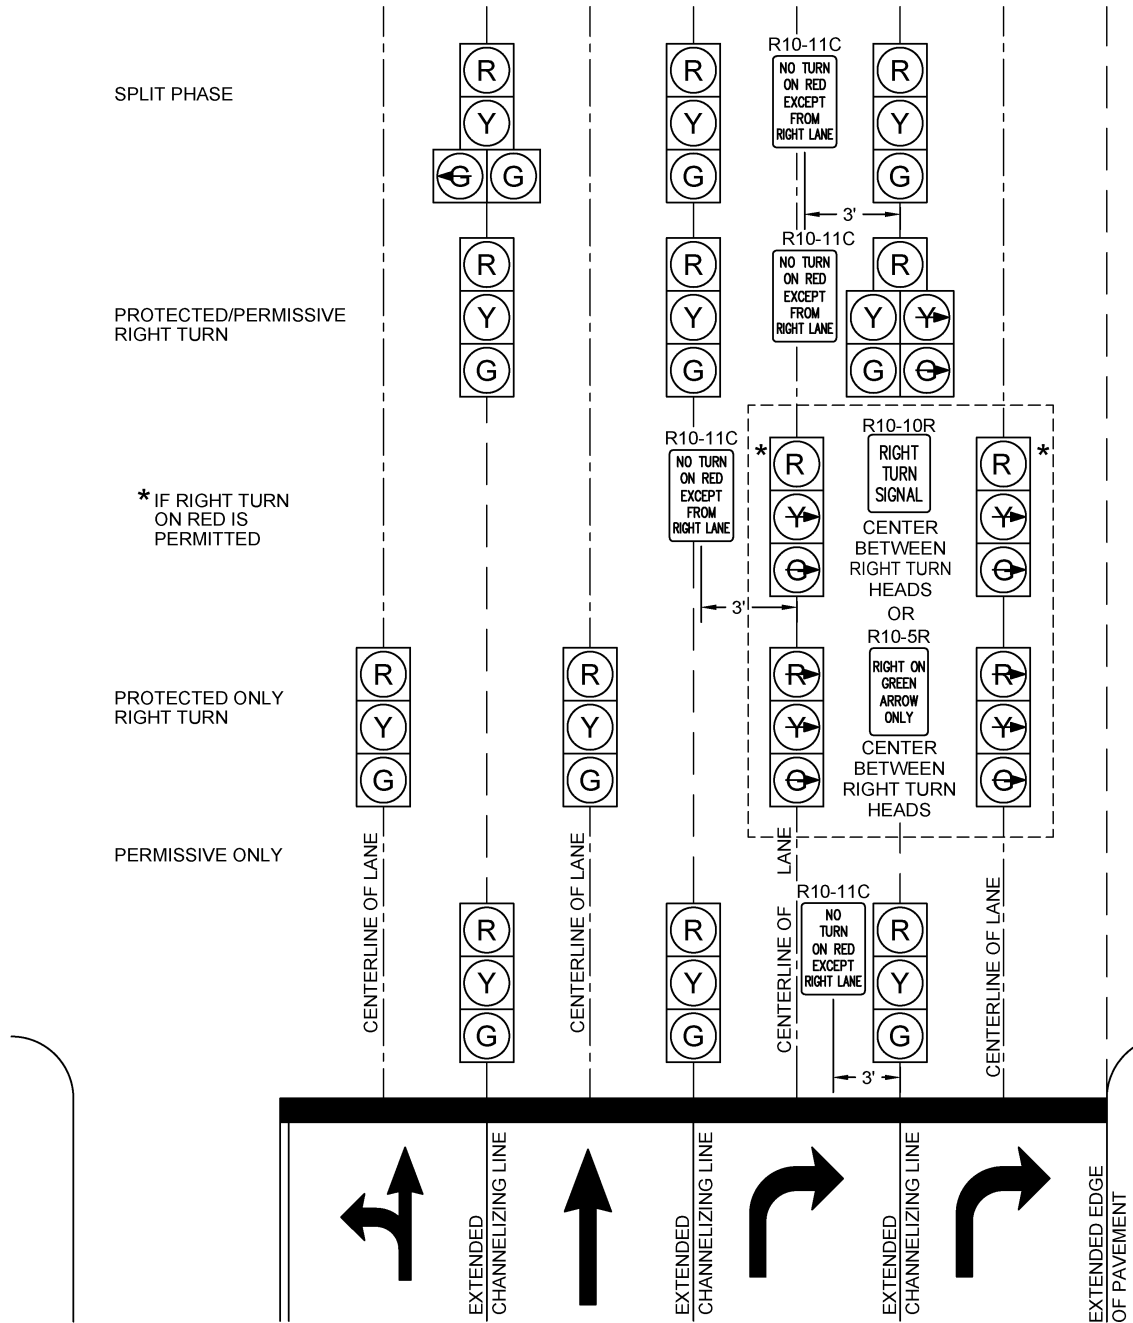 SPLIT PHASE
R
Y
G
G
R
Y
G
R10-11C
NO TURN
ON RED
EXCEPT
FROM
RIGHT LANE
R
Y
G
3'
PROTECTED/PERMISSIVE
RIGHT TURN
R
Y
G
R
Y
G
R10-11C
NO TURN
ON RED
EXCEPT
FROM
RIGHT LANE
R
Y
Y
G
G
* IF RIGHT TURN
ON RED IS
PERMITTED
R10-11C
NO TURN
ON RED
EXCEPT
FROM
RIGHT LANE
3'
*
R
Y
G
R10-10R
RIGHT
TURN
SIGNAL
CENTER
BETWEEN
RIGHT TURN
HEADS
OR
R
Y
G
*
PROTECTED ONLY
RIGHT TURN
R
Y
G
R
Y
G
R
Y
G
R10-5R
RIGHT ON
GREEN
ARROW
ONLY
CENTER
BETWEEN
RIGHT TURN
HEADS
R
Y
G
PERMISSIVE ONLY
CENTERLINE OF LANE
R
Y
G
CENTERLINE OF LANE
R
Y
G
CENTERLINE OF LANE
R10-11C
NO
TURN
ON RED
EXCEPT
RIGHT LANE
R
Y
G
3'
CENTERLINE OF LANE
EXTENDED
CHANNELIZING LINE
EXTENDED
CHANNELIZING LINE
EXTENDED
CHANNELIZING LINE
EXTENDED EDGE
OF PAVEMENT